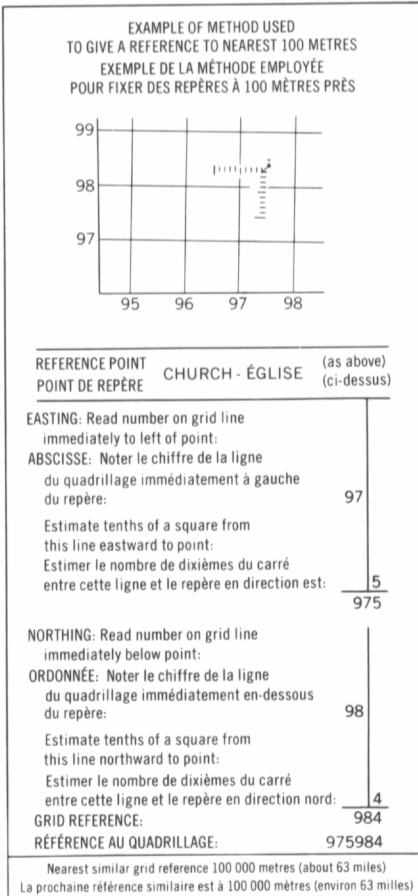 EXAMPLE OF METHOD USED
TO GIVE A REFERENCE TO NEAREST 100 METRES
EXEMPLE DE LA MÉTHODE EMPLOYÉE
POUR FIXER DES REPÈRES À 100 MÈTRES PRÈS
99
98
97
95 96 97 98
REFERENCE POINT
POINT DE REPÈRE
CHURCH - ÉGLISE
(as above)
(ci-dessus)
EASTING: Read number on grid line
immediately to left of point:
ABSCISSE: Noter le chiffre de la ligne
du quadrillage immédiatement à gauche
du repère: 97
Estimate tenths of a square from
this line eastward to point:
Estimer le nombre de dixièmes du carré
entre cette ligne et le repère en direction est: 5
975
NORTHING: Read number on grid line
immediately below point:
ORDONNÉE: Noter le chiffre de la ligne
du quadrillage immédiatement en-dessous
du repère: 98
Estimate tenths of a square from
this line northward to point:
Estimer le nombre de dixièmes du carré
entre cette ligne et le repère en direction nord: 4
GRID REFERENCE: 984
RÉFÉRENCE AU QUADRILLAGE: 975984
Nearest similar grid reference 100 000 metres (about 63 miles)
La prochaine référence similaire est à 100 000 mètres (environ 63 milles)